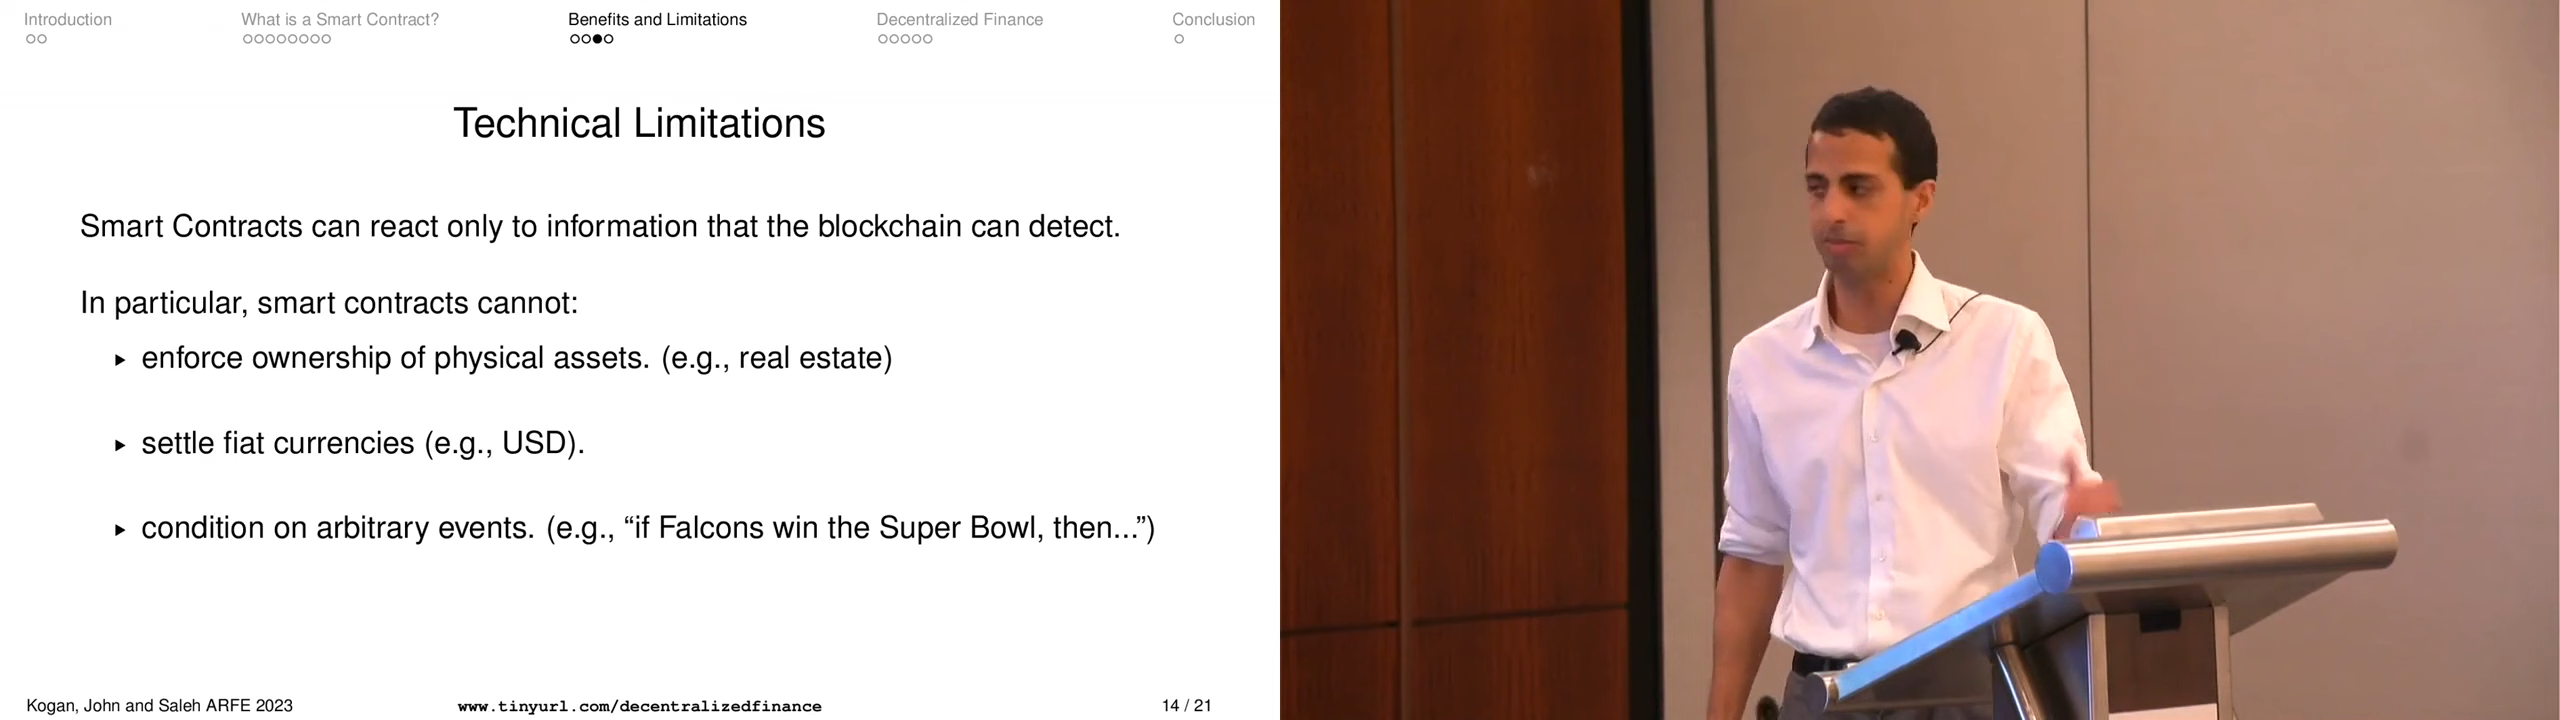 Introduction
What is a Smart Contract?
Benefits and Limitations
Decentralized Finance
Conclusion
Technical Limitations
Smart Contracts can react only to information that the blockchain can detect.
In particular, smart contracts cannot:
enforce ownership of physical assets. (e.g., real estate)
settle fiat currencies (e.g., USD).
condition on arbitrary events. (e.g., “if Falcons win the Super Bowl, then...”)
Kogan, John and Saleh ARFE 2023
www.tinyurl.com/decentralizedfinance
14 / 21